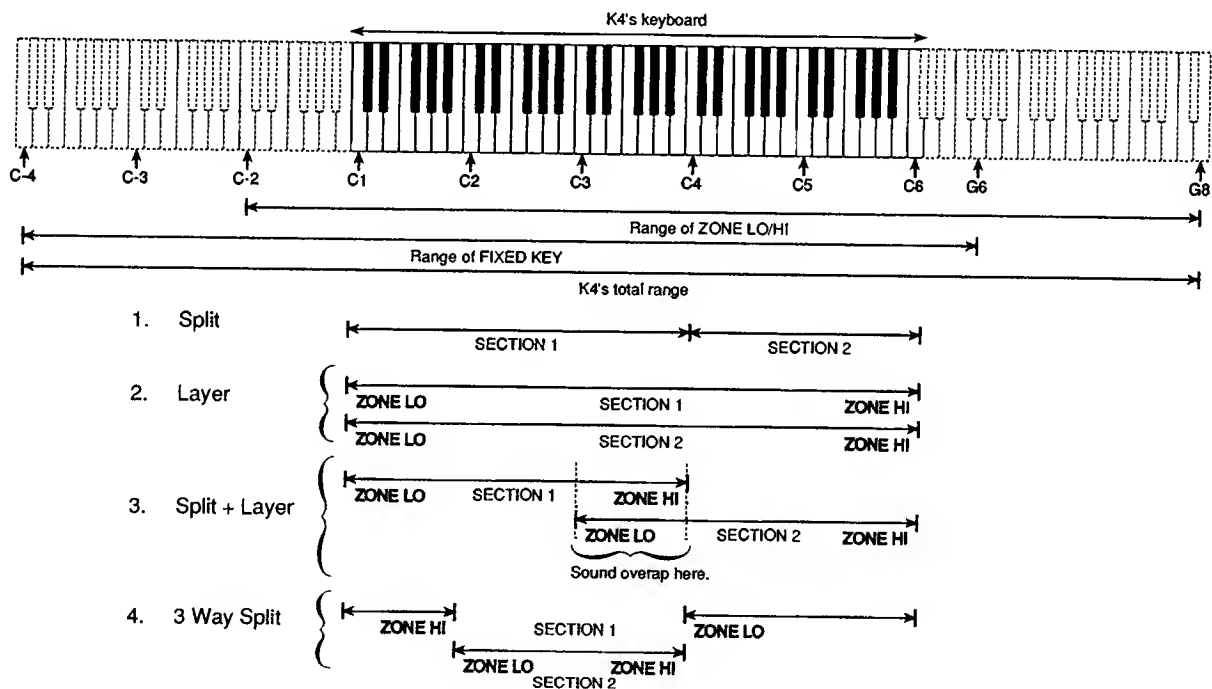 K4's keyboard
C-4 C-3 C-2 C1 C2 C3 C4 C5 C6 G6 G8
Range of ZONE LO/HI
Range of FIXED KEY
K4's total range
1. Split
SECTION 1 SECTION 2
2. Layer
ZONE LO SECTION 1 ZONE HI
ZONE LO SECTION 2 ZONE HI
3. Split + Layer
ZONE LO SECTION 1 ZONE HI
ZONE LO SECTION 2 ZONE HI
Sound overap here.
4. 3 Way Split
ZONE HI SECTION 1 ZONE LO
ZONE LO ZONE HI
SECTION 2